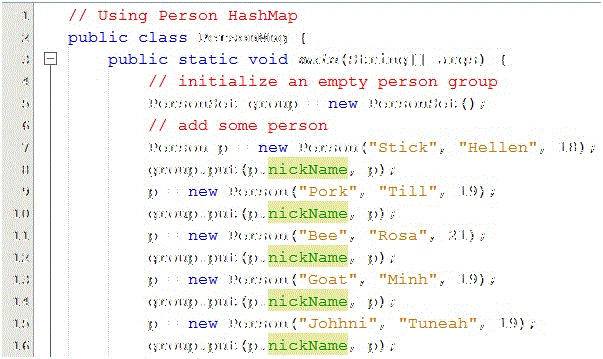 1 // Using Person HashMap
2 public class PersonMap {
3 public static void main(String[] args) {
4 // initialize an empty person group
5 PersonSet group = new PersonSet();
6 // add some person
7 Person p = new Person("Stick", "Hellen", 18);
8 group.put(p.nickName, p);
9 p = new Person("Pork", "Till", 19);
10 group.put(p.nickName, p);
11 p = new Person("Bee", "Rosa", 21);
12 group.put(p.nickName, p);
13 p = new Person("Goat", "Minh", 19);
14 group.put(p.nickName, p);
15 p = new Person("Johhni", "Tuneah", 19);
16 group.put(p.nickName, p);